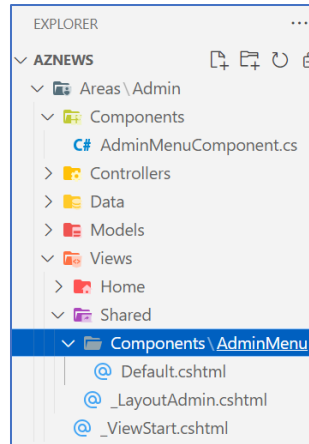 EXPLORER
AZNEWS
Areas\Admin
Components
C# AdminMenuComponent.cs
Controllers
Data
Models
Views
Home
Shared
Components\AdminMenu
@ Default.cshtml
@ _LayoutAdmin.cshtml
@ _ViewStart.cshtml